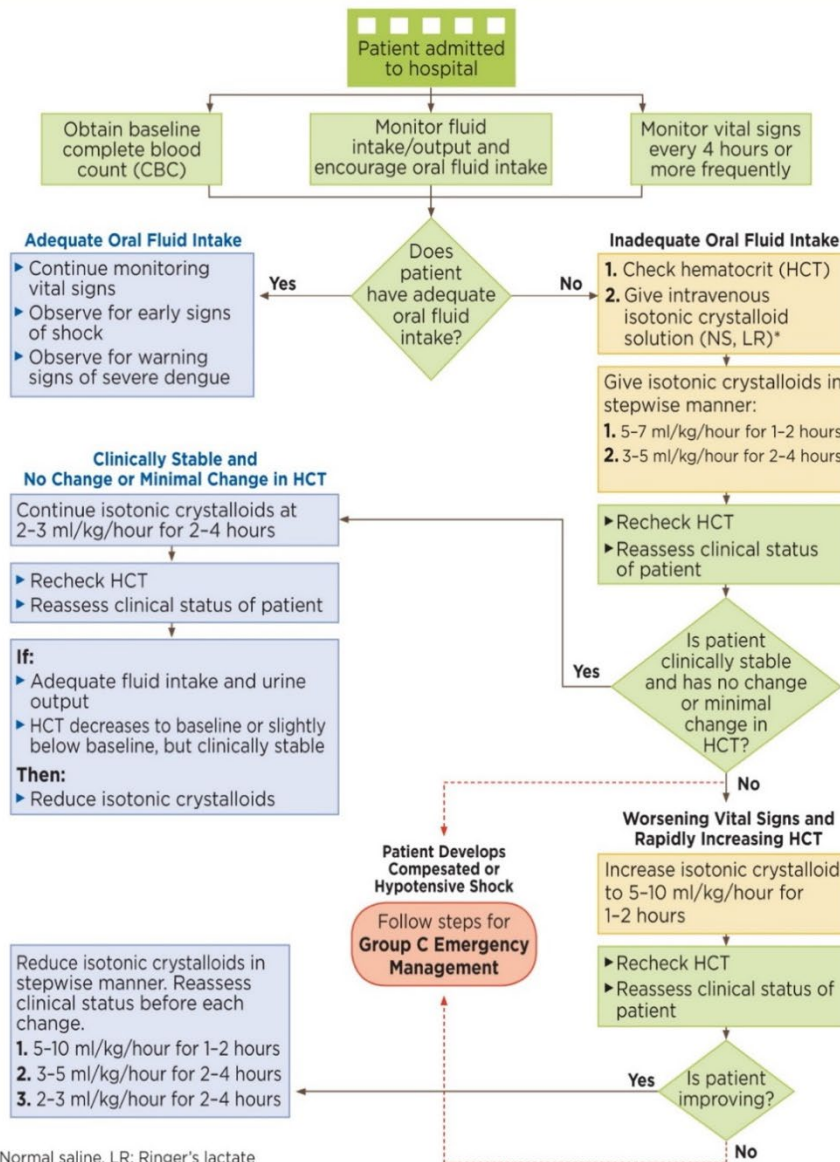 Patient admitted
to hospital
Obtain baseline
complete blood
count (CBC)
Monitor fluid
intake/output and
encourage oral fluid intake
Monitor vital signs
every 4 hours or
more frequently
Does
patient
have adequate
oral fluid
intake?
Yes
No
Adequate Oral Fluid Intake
▶ Continue monitoring
vital signs
▶ Observe for early signs
of shock
▶ Observe for warning
signs of severe dengue
Inadequate Oral Fluid Intake
1. Check hematocrit (HCT)
2. Give intravenous
isotonic crystalloid
solution (NS, LR)*
Give isotonic crystalloids in
stepwise manner:
1. 5-7 ml/kg/hour for 1-2 hours
2. 3-5 ml/kg/hour for 2-4 hours
▶ Recheck HCT
▶ Reassess clinical status
of patient
Is patient
clinically stable
and has no change
or minimal
change in
HCT?
Yes
No
Clinically Stable and
No Change or Minimal Change in HCT
Continue isotonic crystalloids at
2-3 ml/kg/hour for 2-4 hours
▶ Recheck HCT
▶ Reassess clinical status of patient
If:
▶ Adequate fluid intake and urine
output
▶ HCT decreases to baseline or slightly
below baseline, but clinically stable
Then:
▶ Reduce isotonic crystalloids
Worsening Vital Signs and
Rapidly Increasing HCT
Increase isotonic crystalloid
to 5-10 ml/kg/hour for
1-2 hours
▶ Recheck HCT
▶ Reassess clinical status of
patient
Is patient
improving?
Yes
No
Patient Develops
Compesated or
Hypotensive Shock
Follow steps for
Group C Emergency
Management
Reduce isotonic crystalloids in
stepwise manner. Reassess
clinical status before each
change.
1. 5-10 ml/kg/hour for 1-2 hours
2. 3-5 ml/kg/hour for 2-4 hours
3. 2-3 ml/kg/hour for 2-4 hours
Normal saline, LR: Ringer's lactate